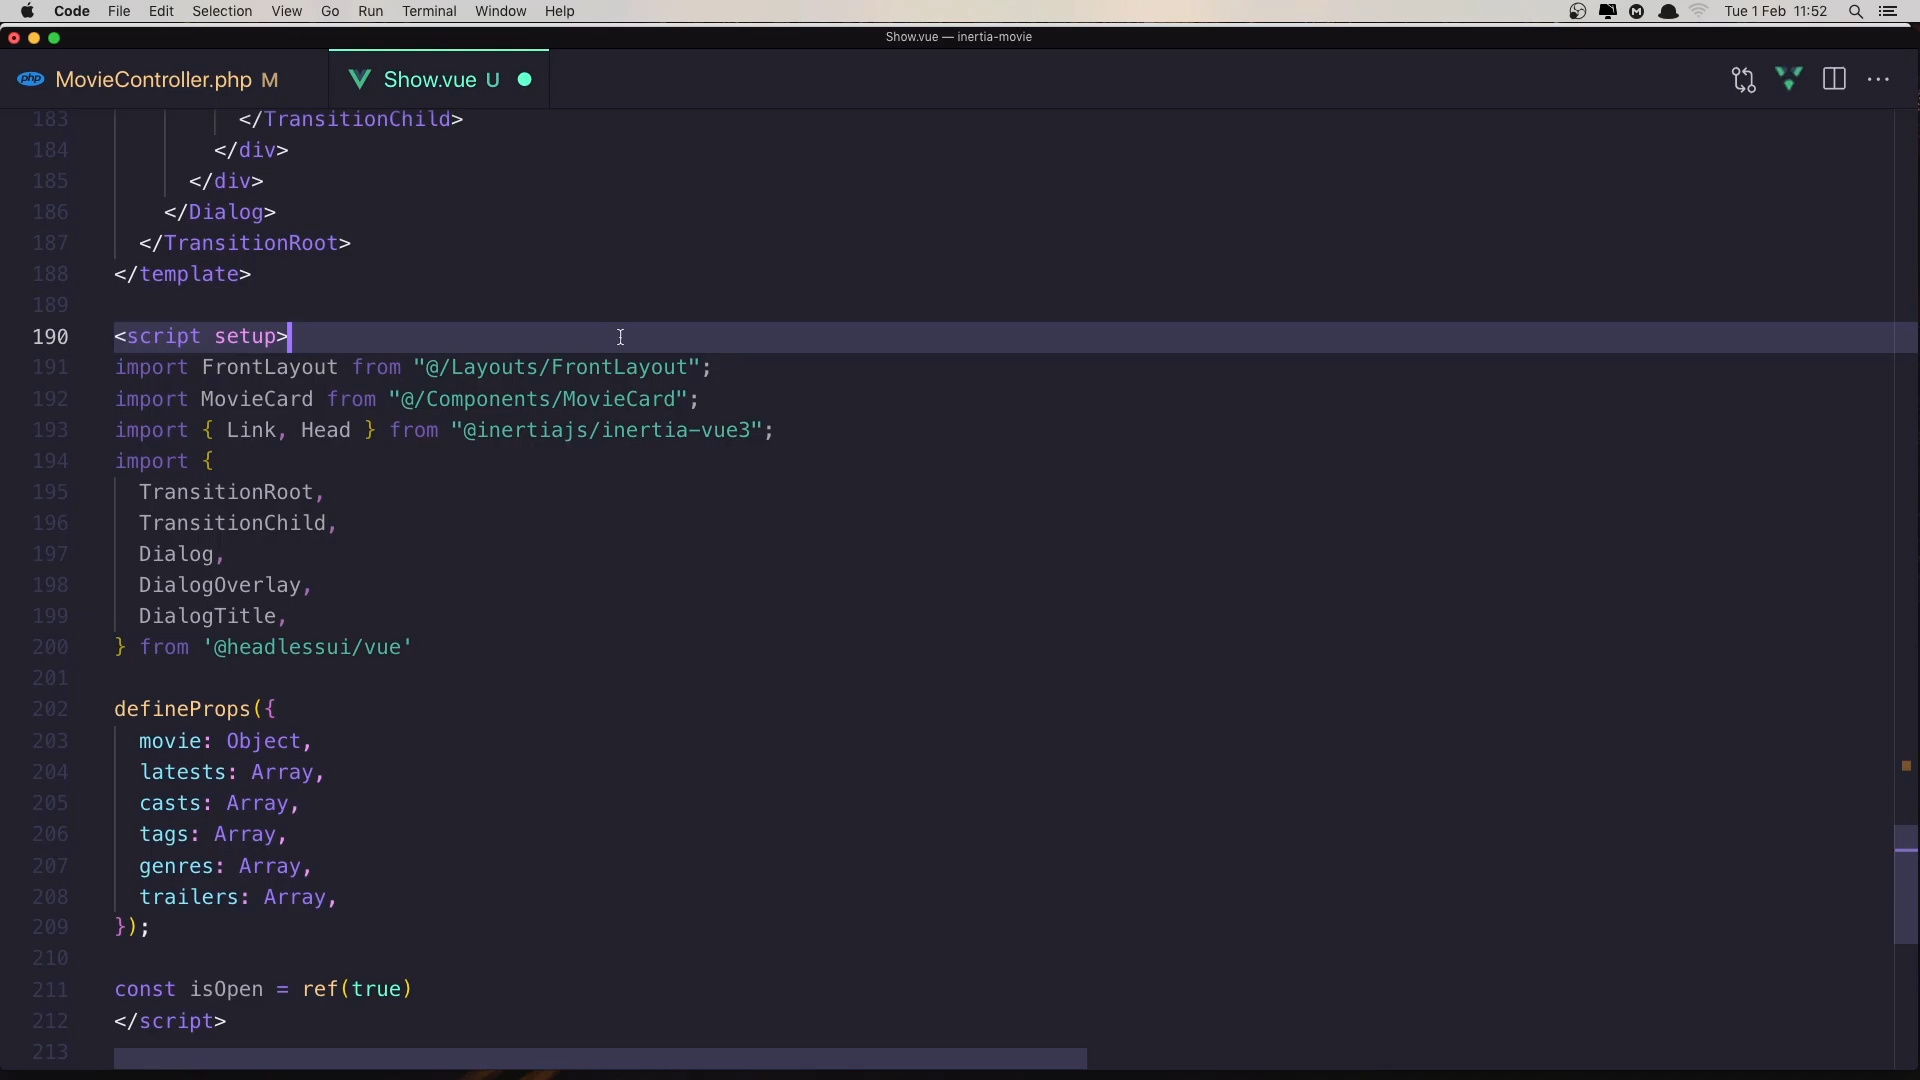 Code File Edit Selection View Go Run Terminal Window Help Tue 1 Feb 11:52
Show.vue — inertia-movie
php MovieController.php M Show.vue U
183 </TransitionChild>
184 </div>
185 </div>
186 </Dialog>
187 </TransitionRoot>
188 </template>
189
190 <script setup>
191 import FrontLayout from "@/Layouts/FrontLayout";
192 import MovieCard from "@/Components/MovieCard";
193 import { Link, Head } from "@inertiajs/inertia-vue3";
194 import {
195 TransitionRoot,
196 TransitionChild,
197 Dialog,
198 DialogOverlay,
199 DialogTitle,
200 } from '@headlessui/vue'
201
202 defineProps({
203 movie: Object,
204 latests: Array,
205 casts: Array,
206 tags: Array,
207 genres: Array,
208 trailers: Array,
209 });
210
211 const isOpen = ref(true)
212 </script>
213